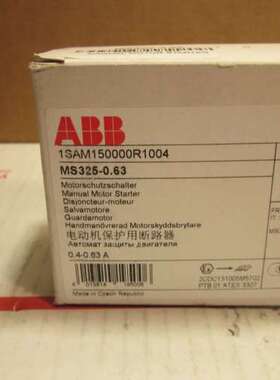 ABB
1SAM150000R1004
MS325-0.63
Motorschutzschalter
Manual Motor Starter
Disjoncteur-moteur
Salvamotore
Guardamotor
Handmanövrerad Motorskyddsbrytare
电动机保护用断路器
Автомат защиты двигателя
0.4-0.63 A
Made in Czech Republic